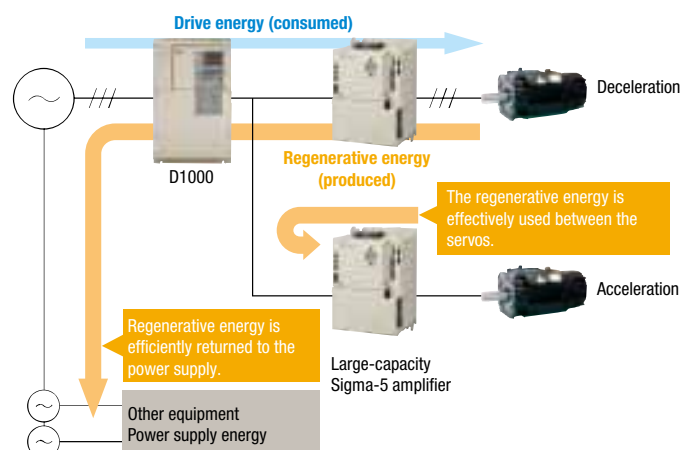 Drive energy (consumed)
Deceleration
D1000
Regenerative energy
(produced)
The regenerative energy is
effectively used between the
servos.
Acceleration
Regenerative energy is
efficiently returned to the
power supply.
Large-capacity
Sigma-5 amplifier
Other equipment
Power supply energy